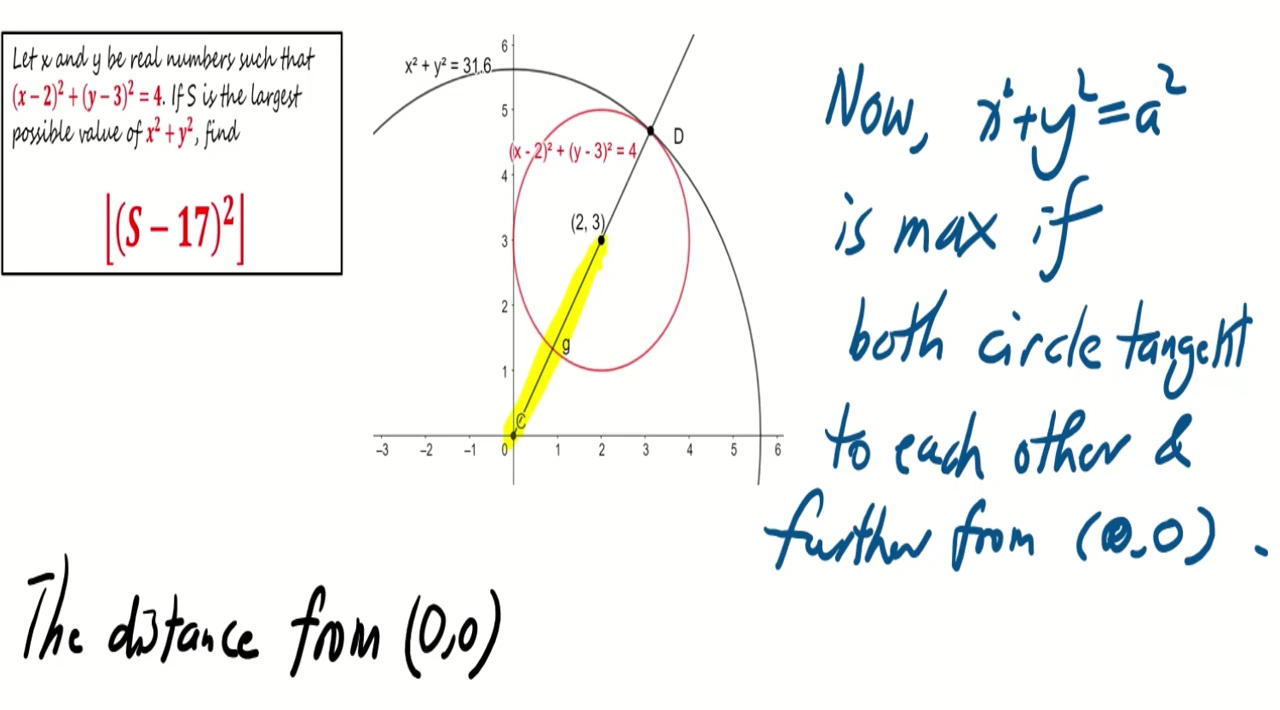 Let x and y be real numbers such that
(x – 2)² + (y – 3)² = 4. If S is the largest
possible value of x² + y², find
⌊(S – 17)²⌋
x² + y² = 31.6
6
5
4
3
2
1
D
(x - 2)² + (y - 3)² = 4
(2, 3)
g
C
–3 –2 –1 0 1 2 3 4 5 6
Now, x²+y²=a²
is max if
both circle tangent
to each other &
further from (0,0).
The distance from (0,0)